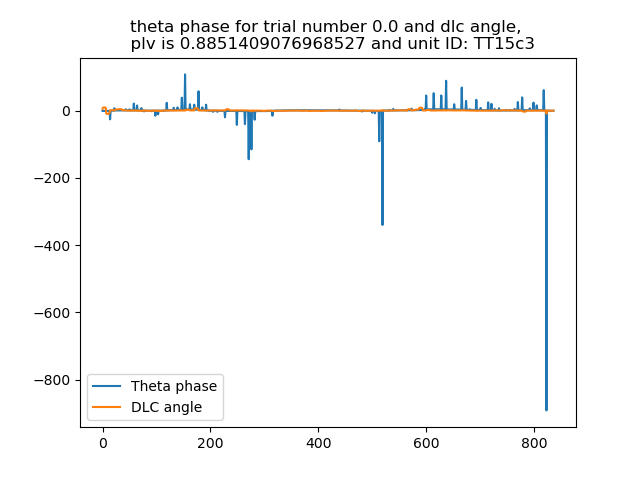 theta phase for trial number 0.0 and dlc angle,
plv is 0.8851409076968527 and unit ID: TT15c3
0
−200
−400
−600
−800
Theta phase
DLC angle
0
200
400
600
800